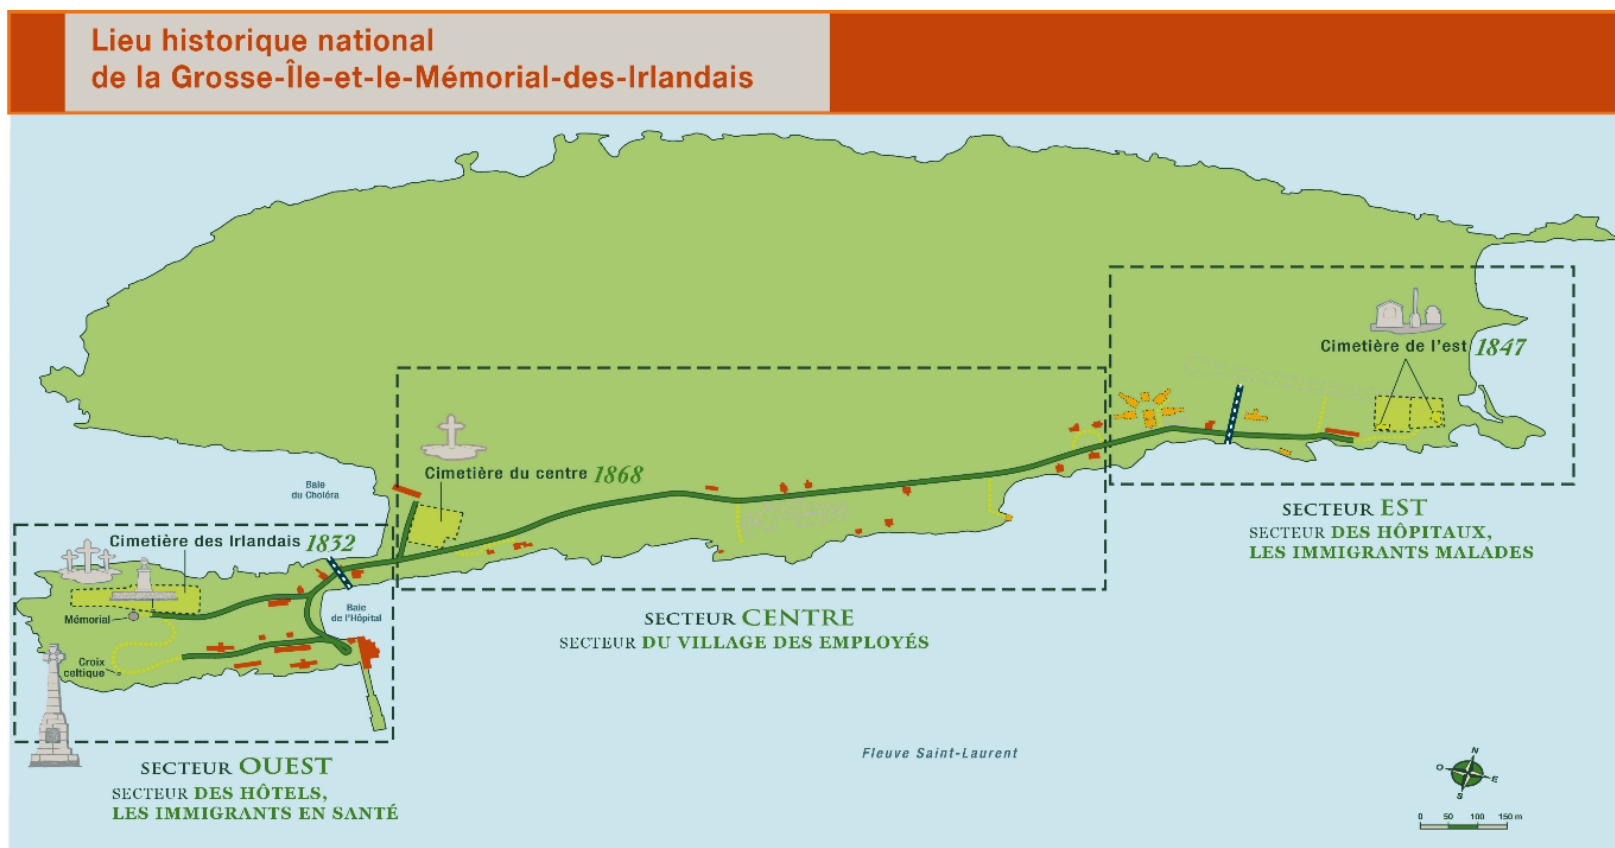 Lieu historique national
de la Grosse-Île-et-le-Mémorial-des-Irlandais
Cimetière de l'est 1847
Cimetière du centre 1868
Baie
du Choléra
SECTEUR EST
SECTEUR DES HÔPITAUX,
LES IMMIGRANTS MALADES
Cimetière des Irlandais 1832
Baie
de l'Hôpital
Mémorial
SECTEUR CENTRE
SECTEUR DU VILLAGE DES EMPLOYÉS
Croix
celtique
Fleuve Saint-Laurent
SECTEUR OUEST
SECTEUR DES HÔTELS,
LES IMMIGRANTS EN SANTÉ
N
O
E
S
0 50 100 150 m